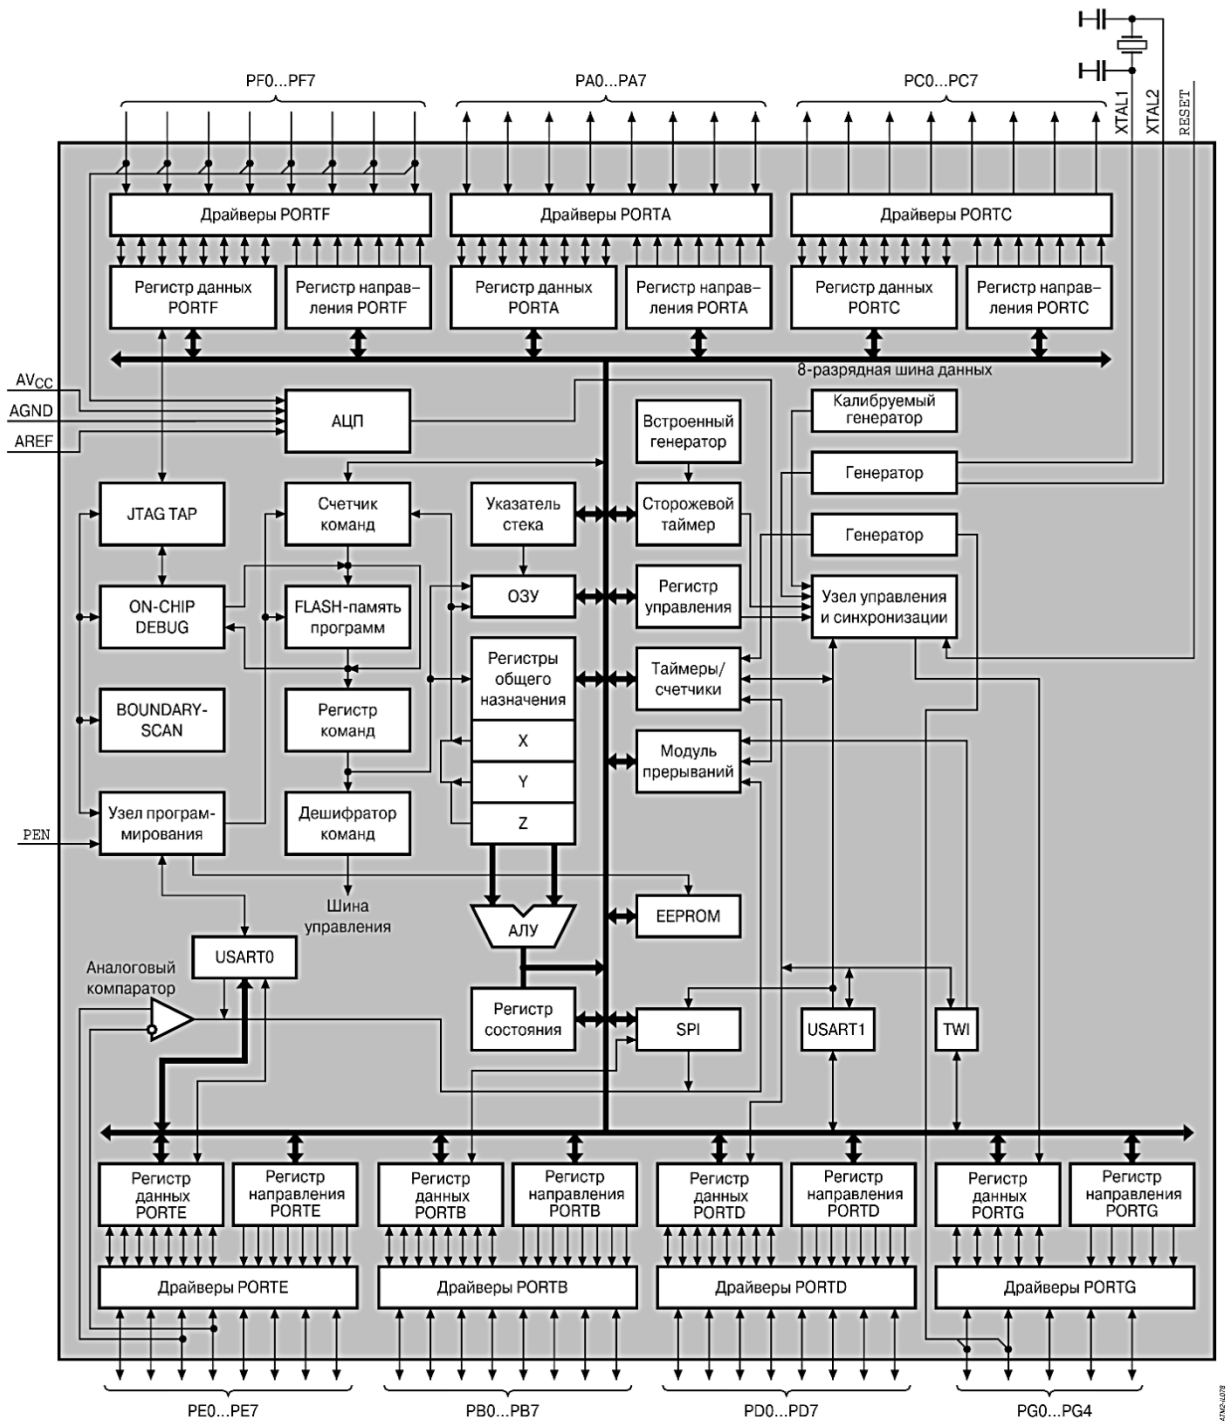 PF0...PF7
PA0...PA7
PC0...PC7
XTAL1
XTAL2
RESET
Драйверы PORTF
Драйверы PORTA
Драйверы PORTC
Регистр данных
PORTF
Регистр направ–
ления PORTF
Регистр данных
PORTA
Регистр направ–
ления PORTA
Регистр данных
PORTC
Регистр направ–
ления PORTC
8-разрядная шина данных
AVCC
AGND
AREF
АЦП
Встроенный
генератор
Калибруемый
генератор
Генератор
JTAG TAP
Счетчик
команд
Указатель
стека
Сторожевой
таймер
Генератор
ON-CHIP
DEBUG
FLASH-память
программ
ОЗУ
Регистр
управления
Узел управления
и синхронизации
Регистры
общего
назначения
Таймеры/
счетчики
BOUNDARY-
SCAN
Регистр
команд
X
Модуль
прерываний
Y
PEN
Узел програм-
мирования
Дешифратор
команд
Z
Шина
управления
АЛУ
EEPROM
USART0
Аналоговый
компаратор
Регистр
состояния
SPI
USART1
TWI
Регистр
данных
PORTE
Регистр
направления
PORTE
Регистр
данных
PORTB
Регистр
направления
PORTB
Регистр
данных
PORTD
Регистр
направления
PORTD
Регистр
данных
PORTG
Регистр
направления
PORTG
Драйверы PORTE
Драйверы PORTB
Драйверы PORTD
Драйверы PORTG
PE0...PE7
PB0...PB7
PD0...PD7
PG0...PG4